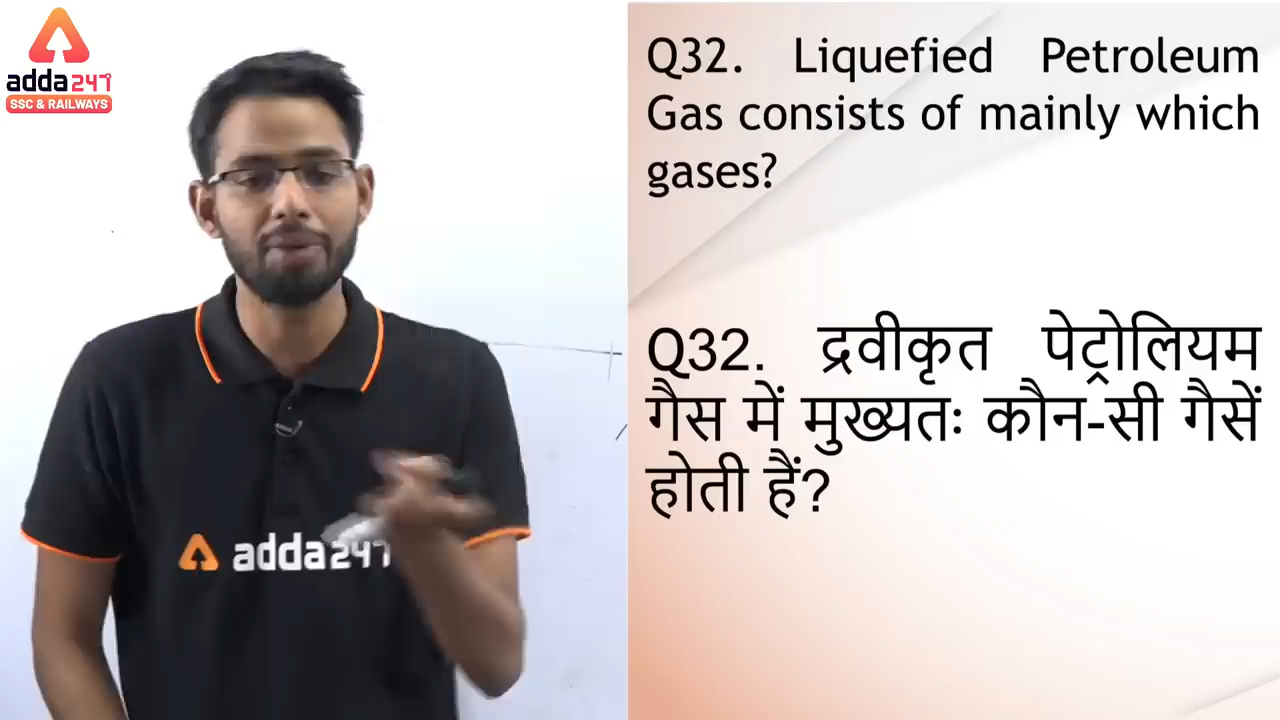 adda247
SSC & RAILWAYS
adda247
Q32. Liquefied Petroleum
Gas consists of mainly which
gases?
Q32. द्रवीकृत पेट्रोलियम
गैस में मुख्यतः कौन-सी गैसें
होती हैं?